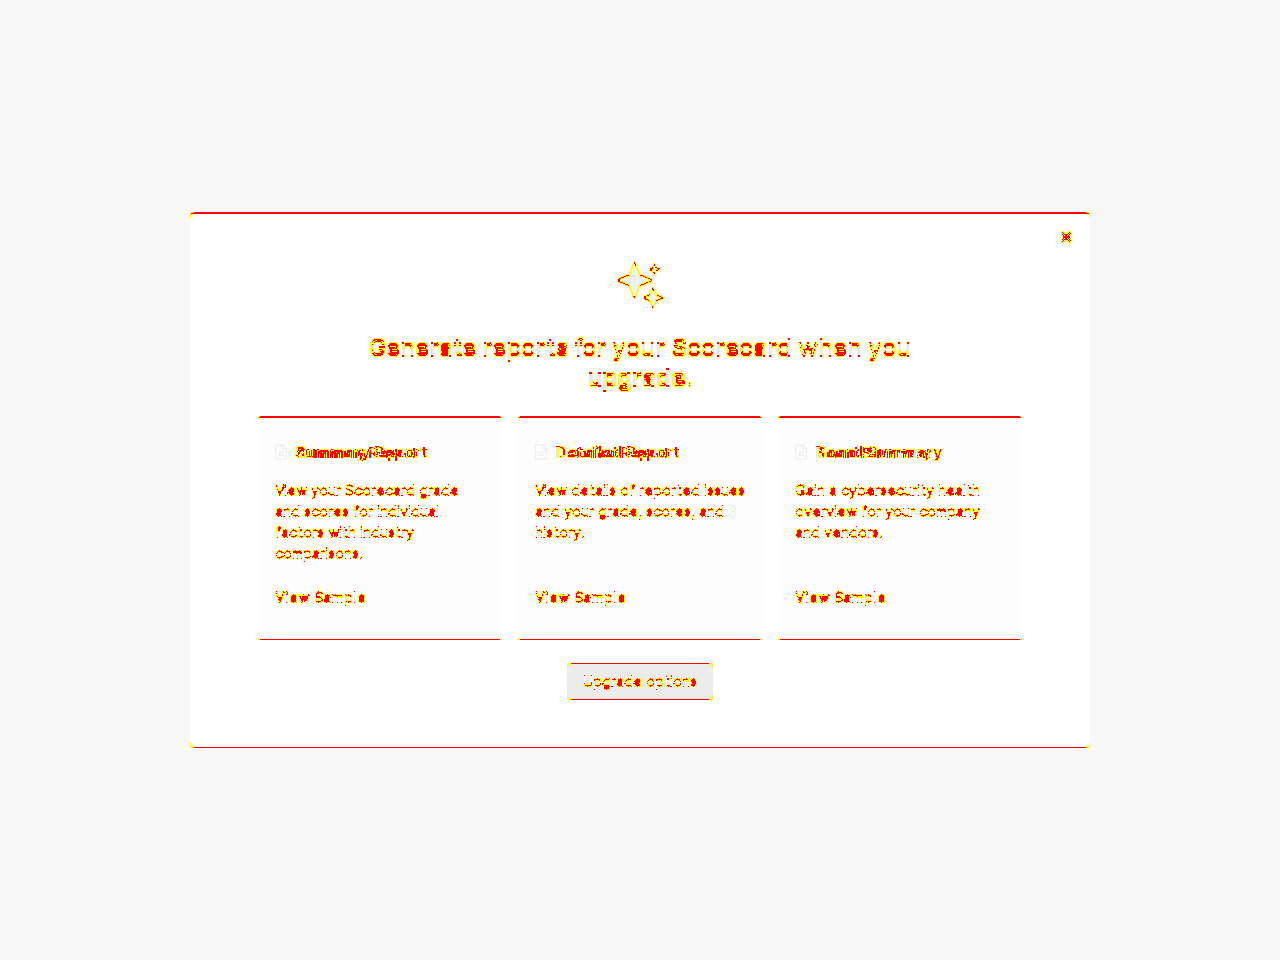 Generate reports for your Scorecard when you
upgrade.
Summary Report
View your Scorecard grade
and scores for individual
factors with industry
comparisons.
View Sample
Detailed Report
View details of reported issues
and your grade, scores, and
history.
View Sample
Board Summary
Gain a cybersecurity health
overview for your company
and vendors.
View Sample
Upgrade options